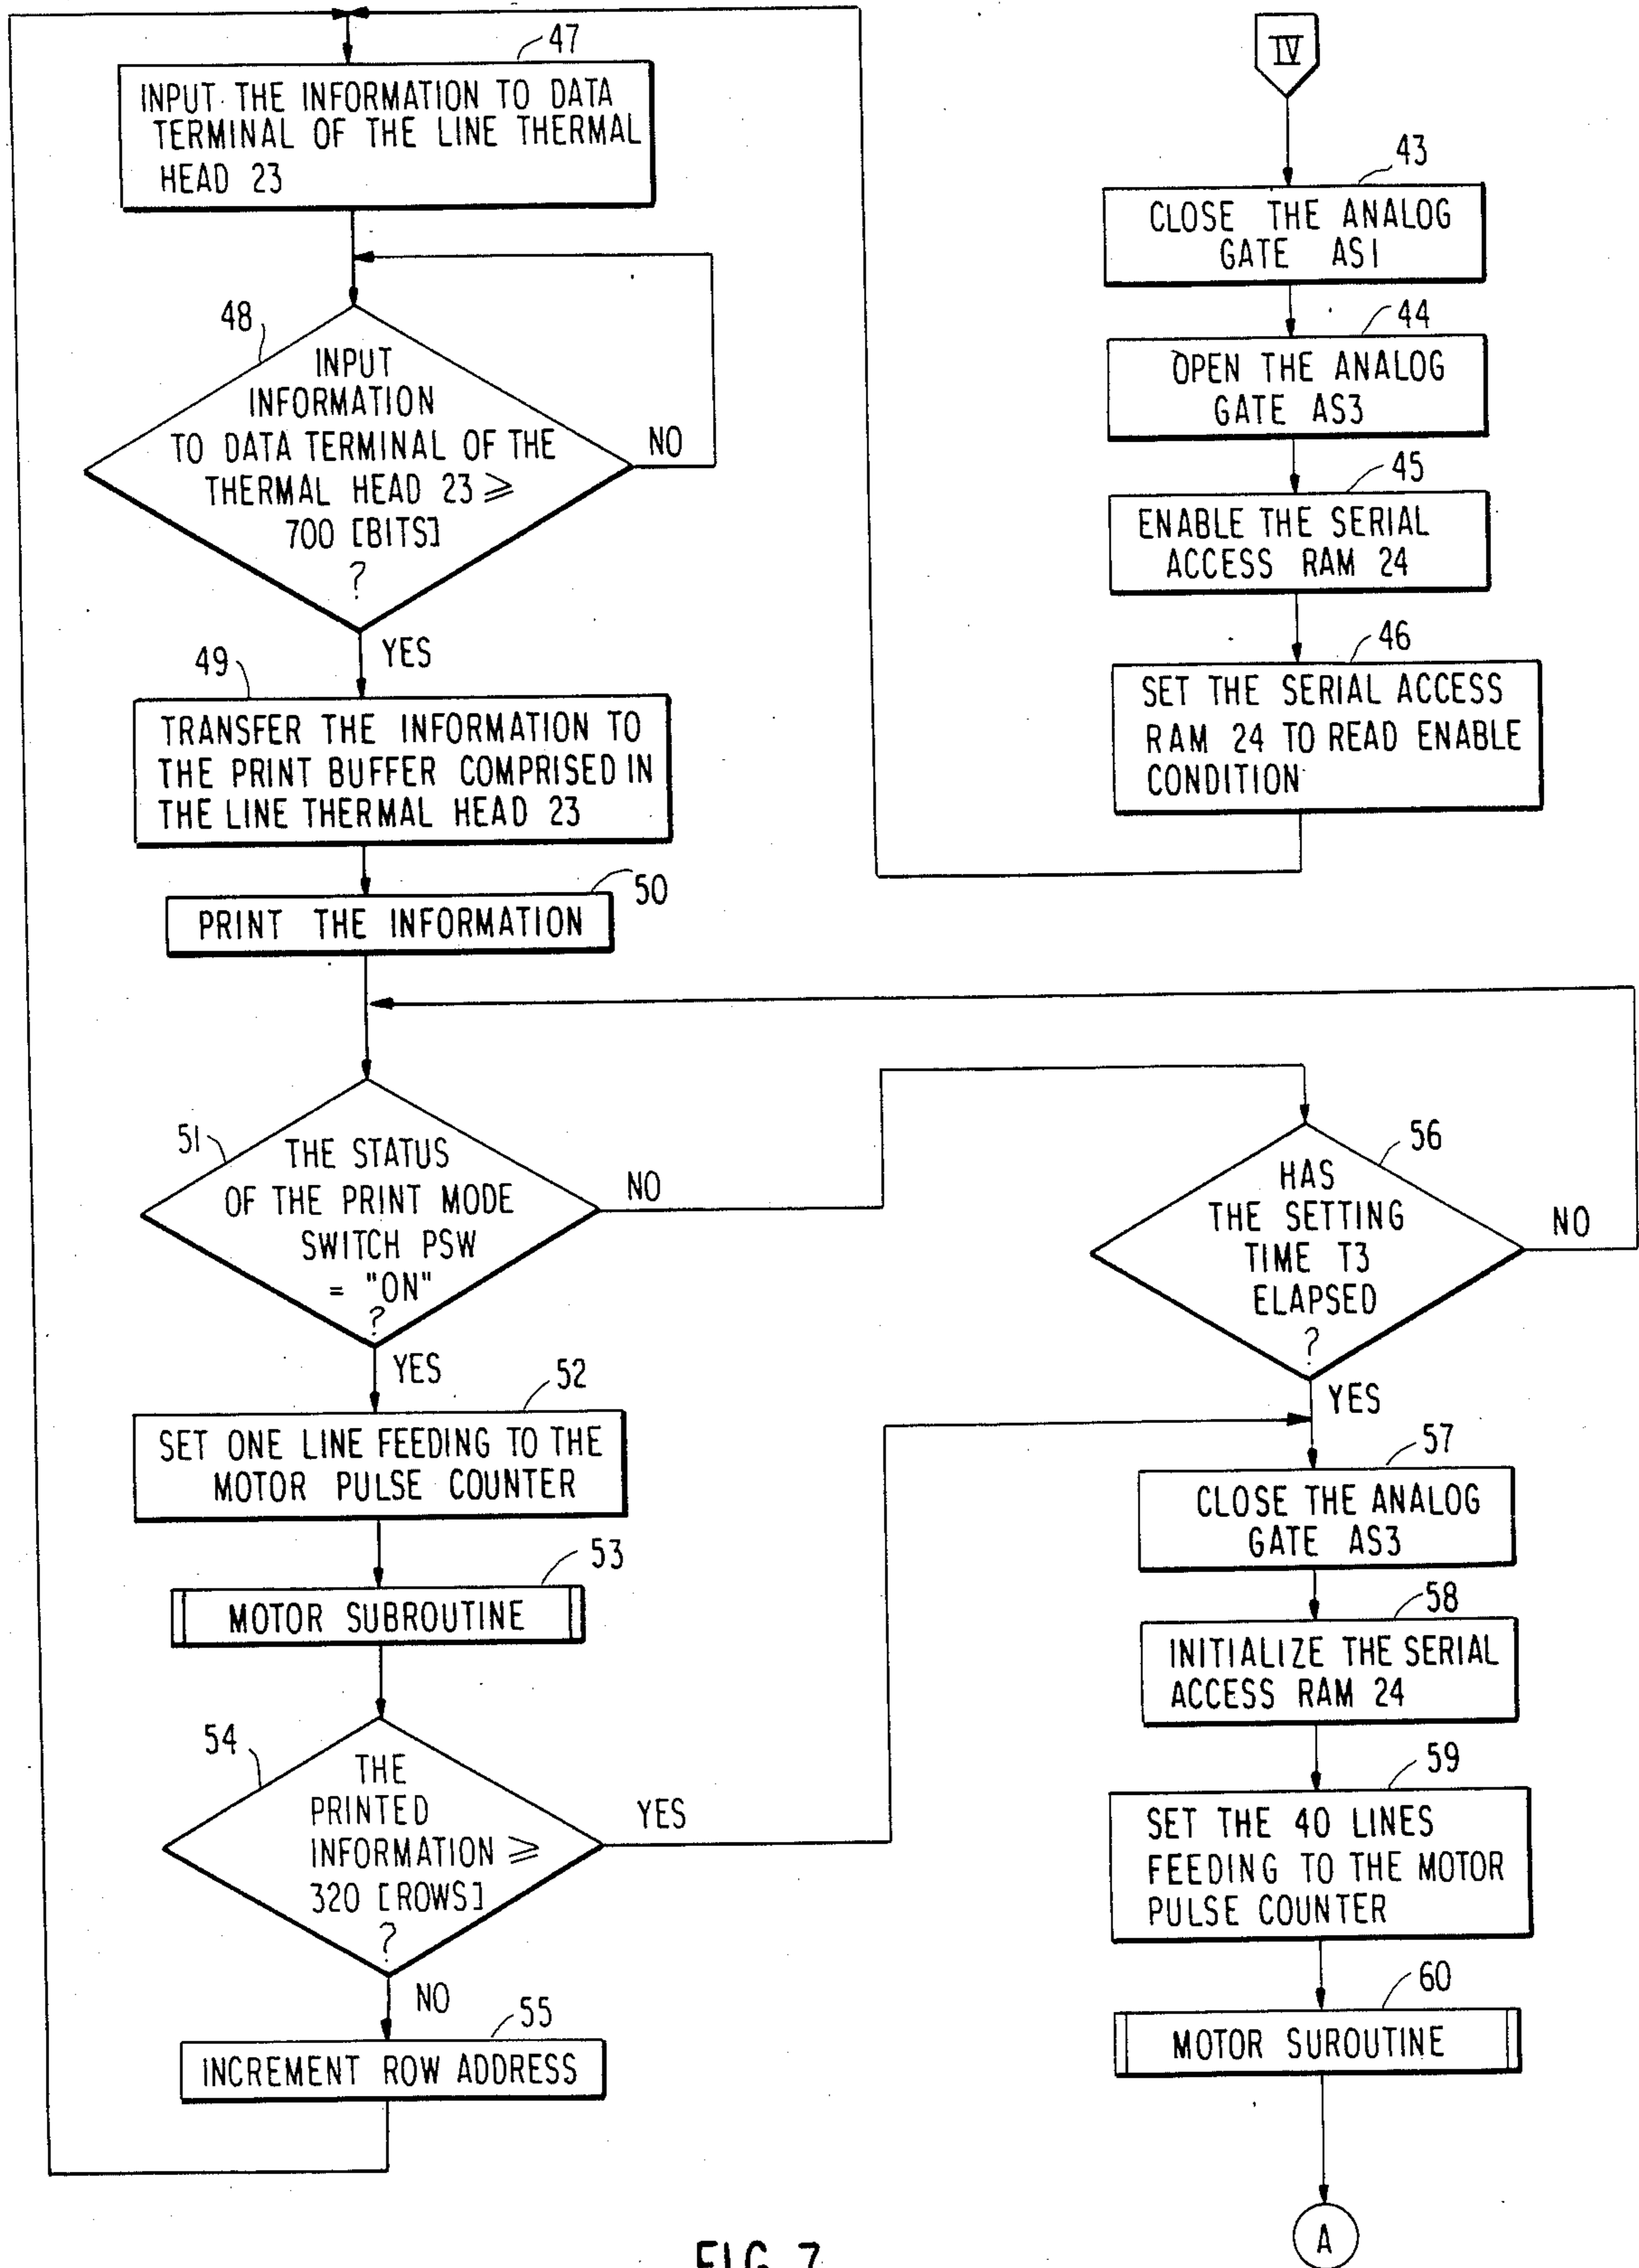 47
INPUT THE INFORMATION TO DATA
TERMINAL OF THE LINE THERMAL
HEAD 23
48
INPUT
INFORMATION
TO DATA TERMINAL OF THE
THERMAL HEAD 23 ≥
700 [BITS]
?
NO
YES
49
TRANSFER THE INFORMATION TO
THE PRINT BUFFER COMPRISED IN
THE LINE THERMAL HEAD 23
50
PRINT THE INFORMATION
51
THE STATUS
OF THE PRINT MODE
SWITCH PSW
= "ON"
?
NO
YES
52
SET ONE LINE FEEDING TO THE
MOTOR PULSE COUNTER
53
MOTOR SUBROUTINE
54
THE
PRINTED
INFORMATION ≥
320 [ROWS]
?
YES
NO
55
INCREMENT ROW ADDRESS
IV
43
CLOSE THE ANALOG
GATE AS1
44
OPEN THE ANALOG
GATE AS3
45
ENABLE THE SERIAL
ACCESS RAM 24
46
SET THE SERIAL ACCESS
RAM 24 TO READ ENABLE
CONDITION
56
HAS
THE SETTING
TIME T3
ELAPSED
?
NO
YES
57
CLOSE THE ANALOG
GATE AS3
58
INITIALIZE THE SERIAL
ACCESS RAM 24
59
SET THE 40 LINES
FEEDING TO THE MOTOR
PULSE COUNTER
60
MOTOR SUROUTINE
A
FIG. 7